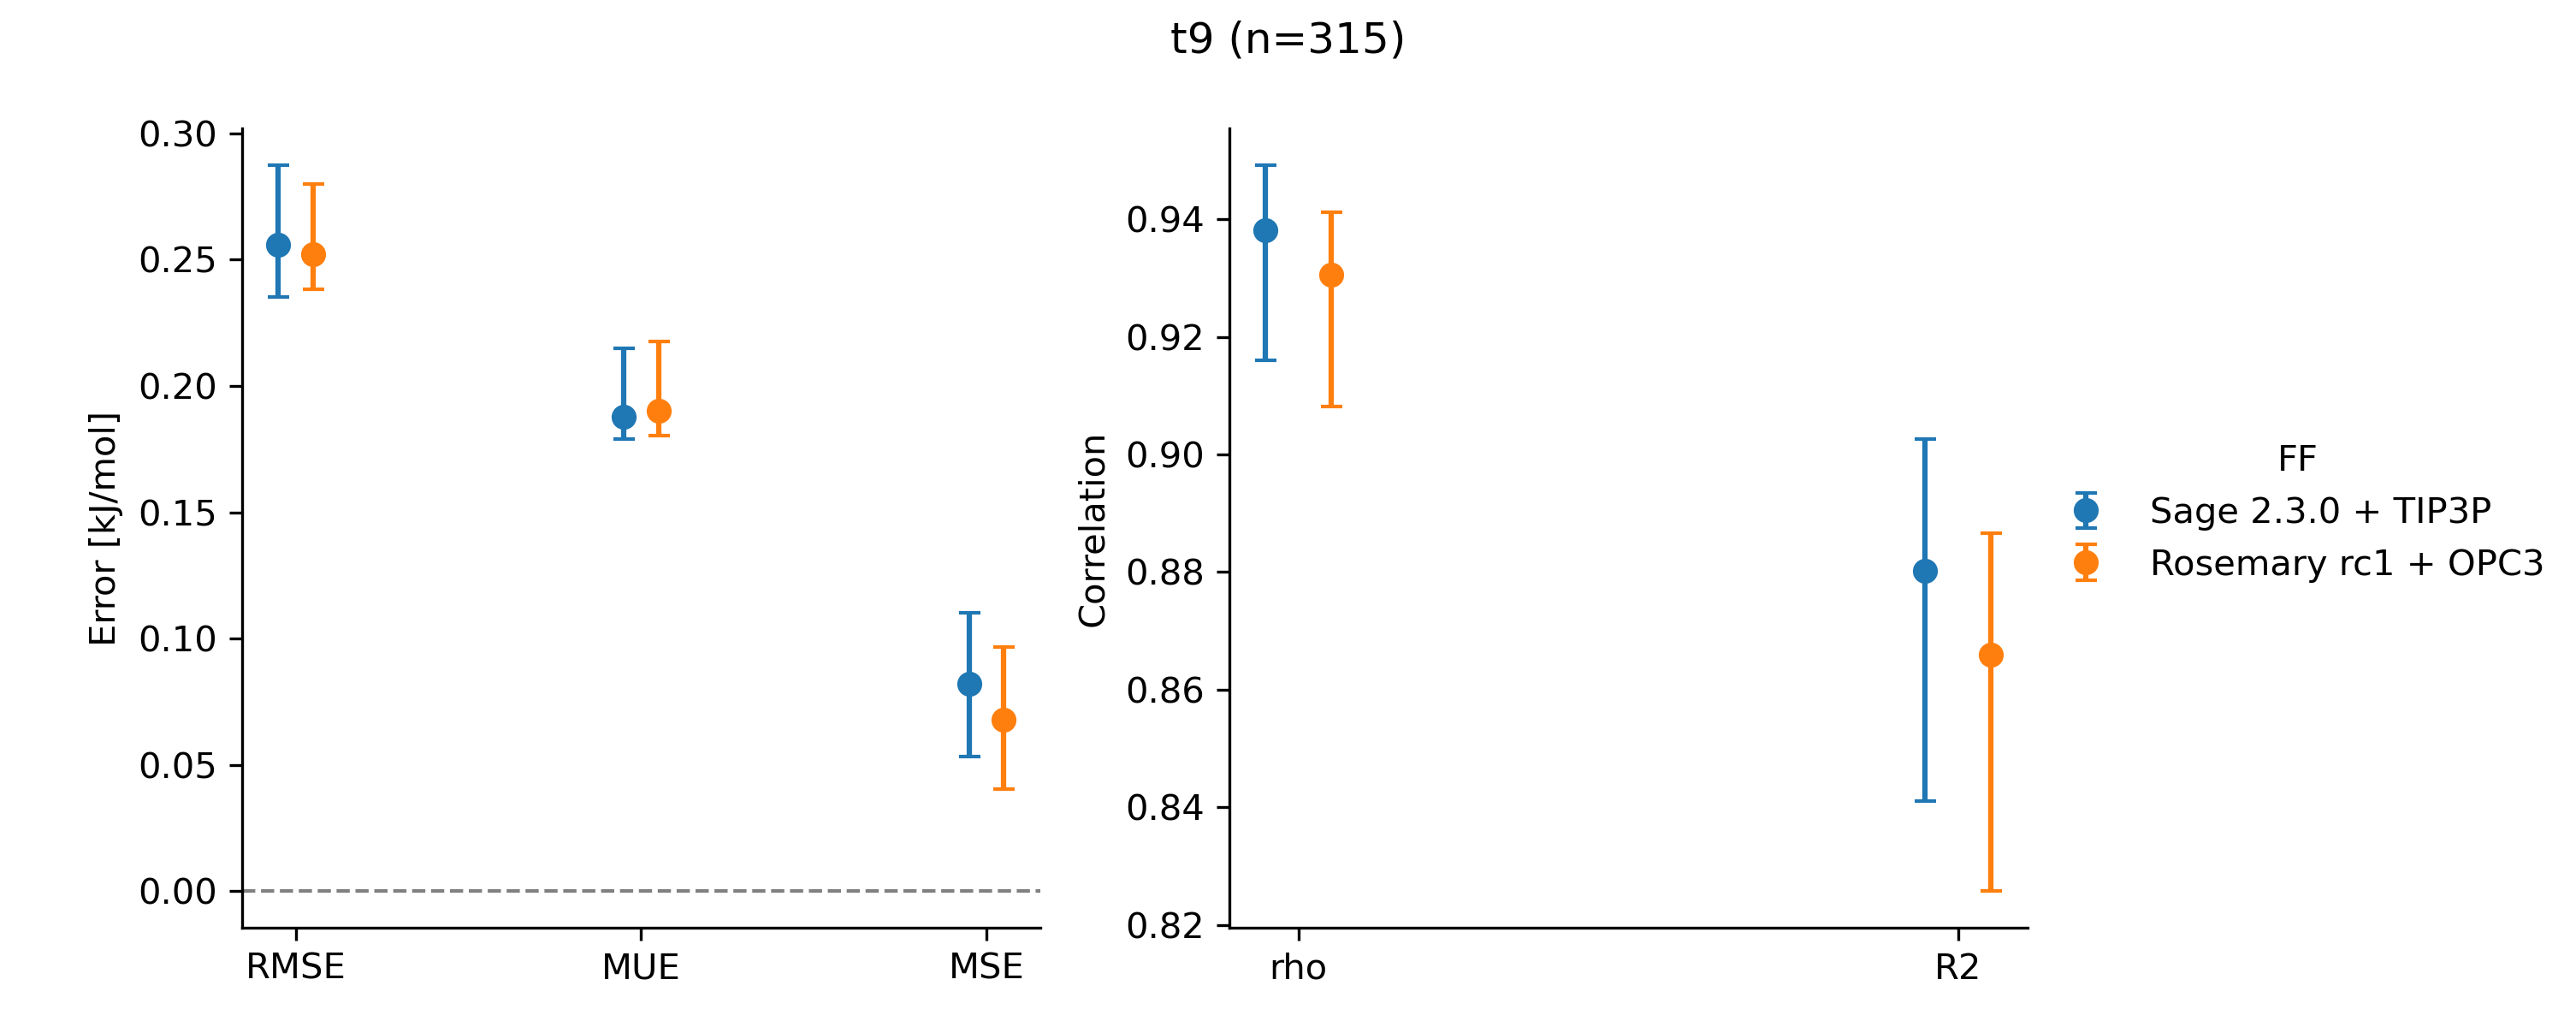 t9 (n=315)
Error [kJ/mol]
0.30
0.25
0.20
0.15
0.10
0.05
0.00
RMSE
MUE
MSE
Correlation
0.94
0.92
0.90
0.88
0.86
0.84
0.82
rho
R2
FF
Sage 2.3.0 + TIP3P
Rosemary rc1 + OPC3